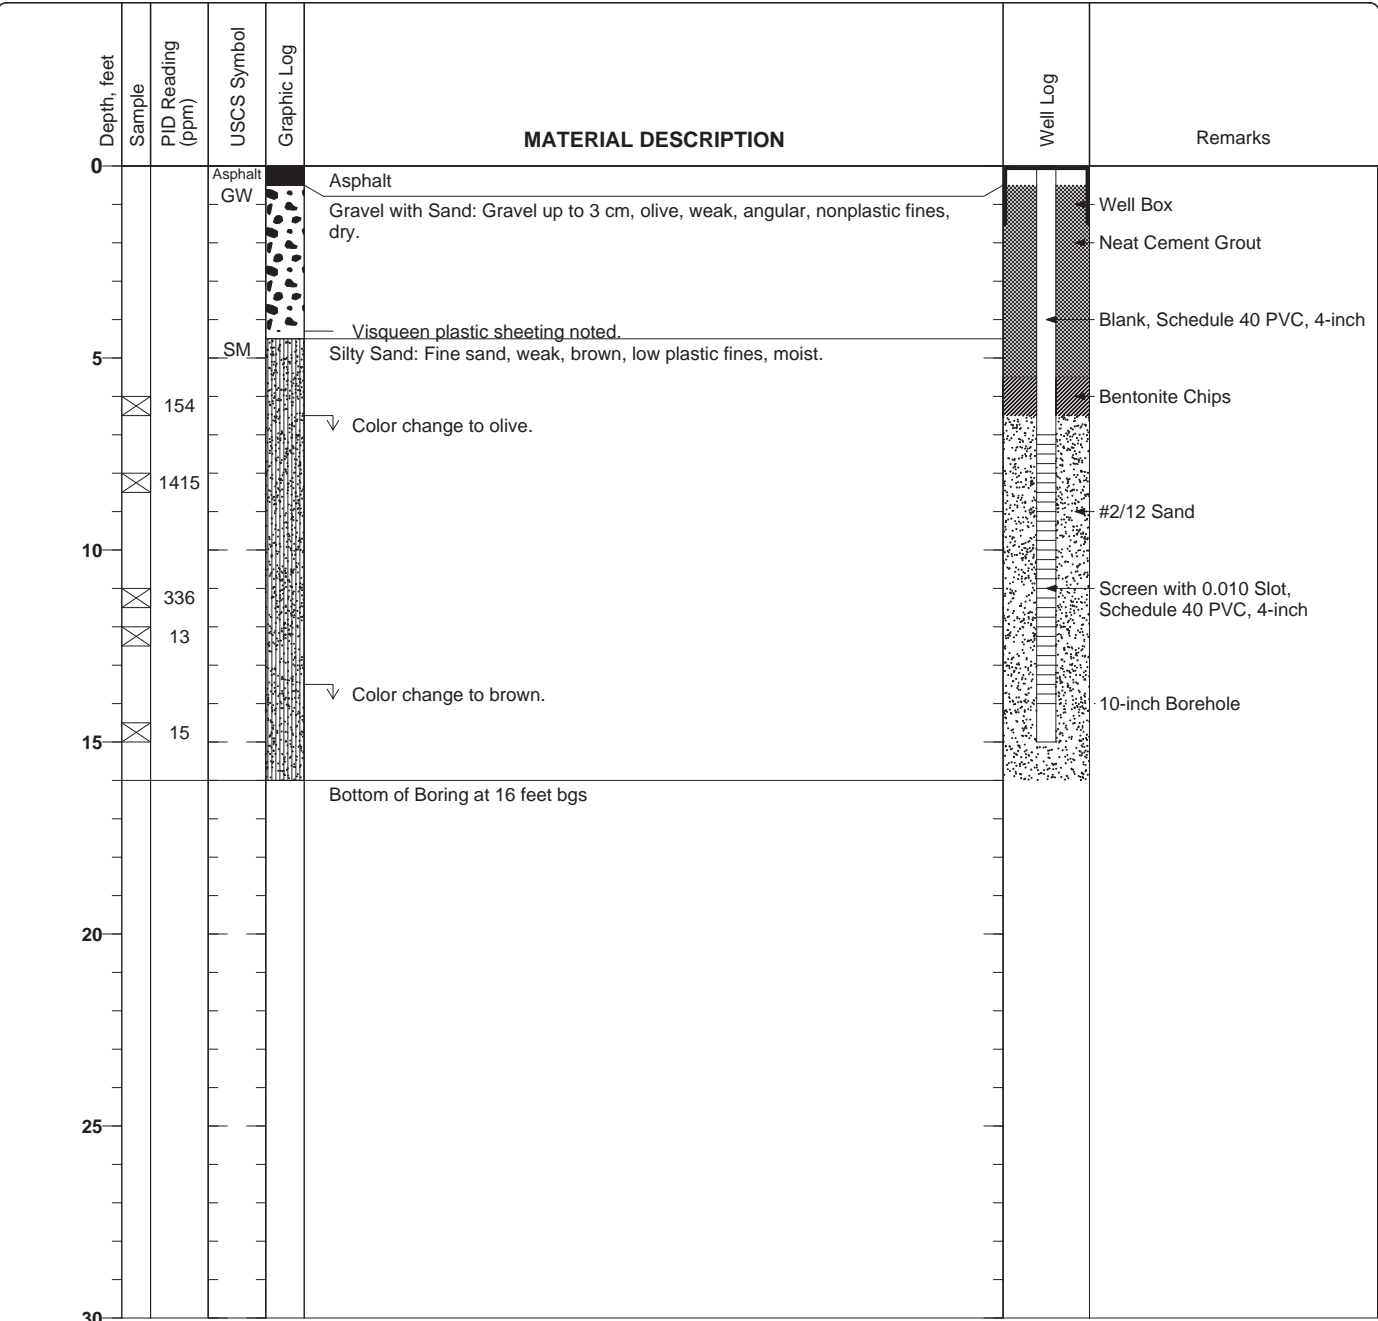 Depth, feet
Sample
PID Reading
(ppm)
USCS Symbol
Graphic Log
MATERIAL DESCRIPTION
Well Log
Remarks
0
Asphalt
Asphalt
GW
Gravel with Sand: Gravel up to 3 cm, olive, weak, angular, nonplastic fines,
dry.
Well Box
Neat Cement Grout
Blank, Schedule 40 PVC, 4-inch
Visqueen plastic sheeting noted.
SM
Silty Sand: Fine sand, weak, brown, low plastic fines, moist.
5
Bentonite Chips
154
Color change to olive.
1415
#2/12 Sand
10
336
Screen with 0.010 Slot,
Schedule 40 PVC, 4-inch
13
Color change to brown.
10-inch Borehole
15
15
Bottom of Boring at 16 feet bgs
20
25
30